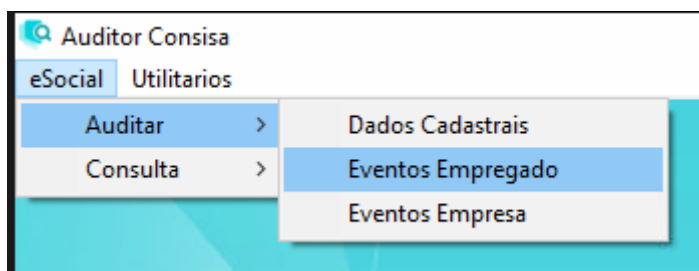 Auditor Consisa
eSocial Utilitarios
Auditar > Dados Cadastrais
Consulta > Eventos Empregado
Eventos Empresa